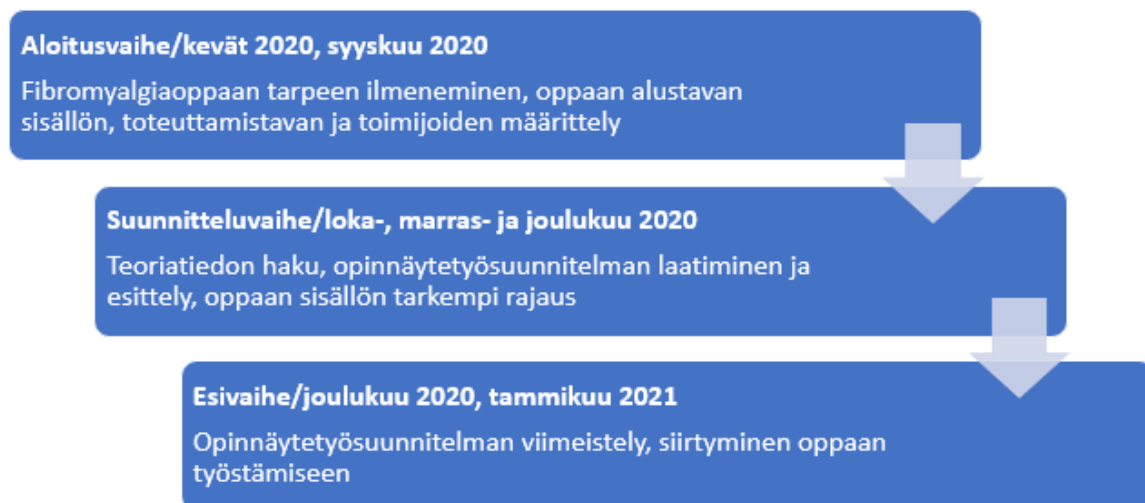 Aloitusvaihe/kevät 2020, syyskuu 2020
Fibromyalgiaoppaan tarpeen ilmeneminen, oppaan alustavan
sisällön, toteuttamistavan ja toimijoiden määrittely
Suunnitteluvaihe/loka-, marras- ja joulukuu 2020
Teoriatiedon haku, opinnäytetyösuunnitelman laatiminen ja
esittely, oppaan sisällön tarkempi rajaus
Esivaihe/joulukuu 2020, tammikuu 2021
Opinnäytetyösuunnitelman viimeistely, siirtyminen oppaan
työstämiseen